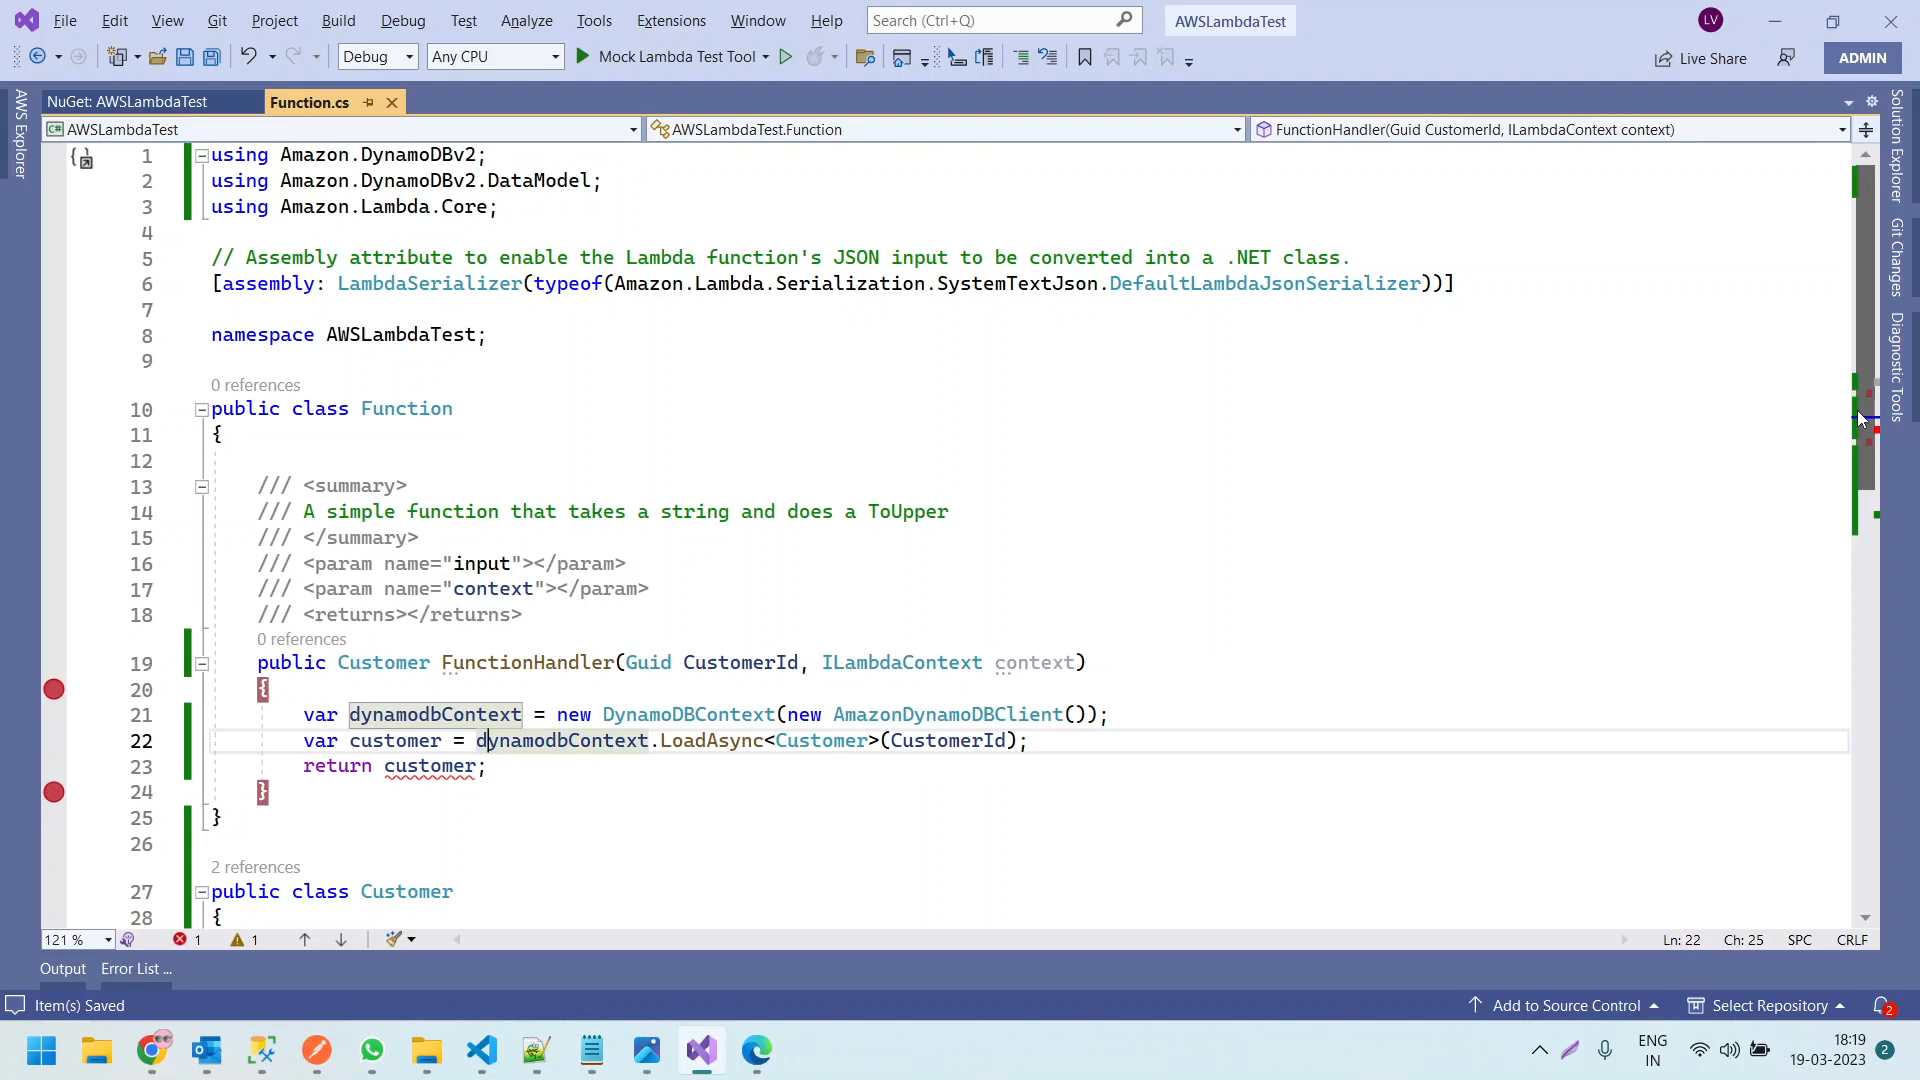 File Edit View Git Project Build Debug Test Analyze Tools Extensions Window Help Search (Ctrl+Q) AWSLambdaTest LV
Debug Any CPU Mock Lambda Test Tool Live Share ADMIN
NuGet: AWSLambdaTest Function.cs
AWSLambdaTest AWSLambdaTest.Function FunctionHandler(Guid CustomerId, ILambdaContext context)
AWS Explorer
Solution Explorer
Git Changes
Diagnostic Tools
1 using Amazon.DynamoDBv2;
2 using Amazon.DynamoDBv2.DataModel;
3 using Amazon.Lambda.Core;
4
5 // Assembly attribute to enable the Lambda function's JSON input to be converted into a .NET class.
6 [assembly: LambdaSerializer(typeof(Amazon.Lambda.Serialization.SystemTextJson.DefaultLambdaJsonSerializer))]
7
8 namespace AWSLambdaTest;
9
0 references
10 public class Function
11 {
12
13 /// <summary>
14 /// A simple function that takes a string and does a ToUpper
15 /// </summary>
16 /// <param name="input"></param>
17 /// <param name="context"></param>
18 /// <returns></returns>
0 references
19 public Customer FunctionHandler(Guid CustomerId, ILambdaContext context)
20 {
21 var dynamodbContext = new DynamoDBContext(new AmazonDynamoDBClient());
22 var customer = dynamodbContext.LoadAsync<Customer>(CustomerId);
23 return customer;
24 }
25 }
26
2 references
27 public class Customer
28 {
121 % 1 1 Ln: 22 Ch: 25 SPC CRLF
Output Error List ...
Item(s) Saved Add to Source Control Select Repository 2
ENG IN 18:19 19-03-2023 2